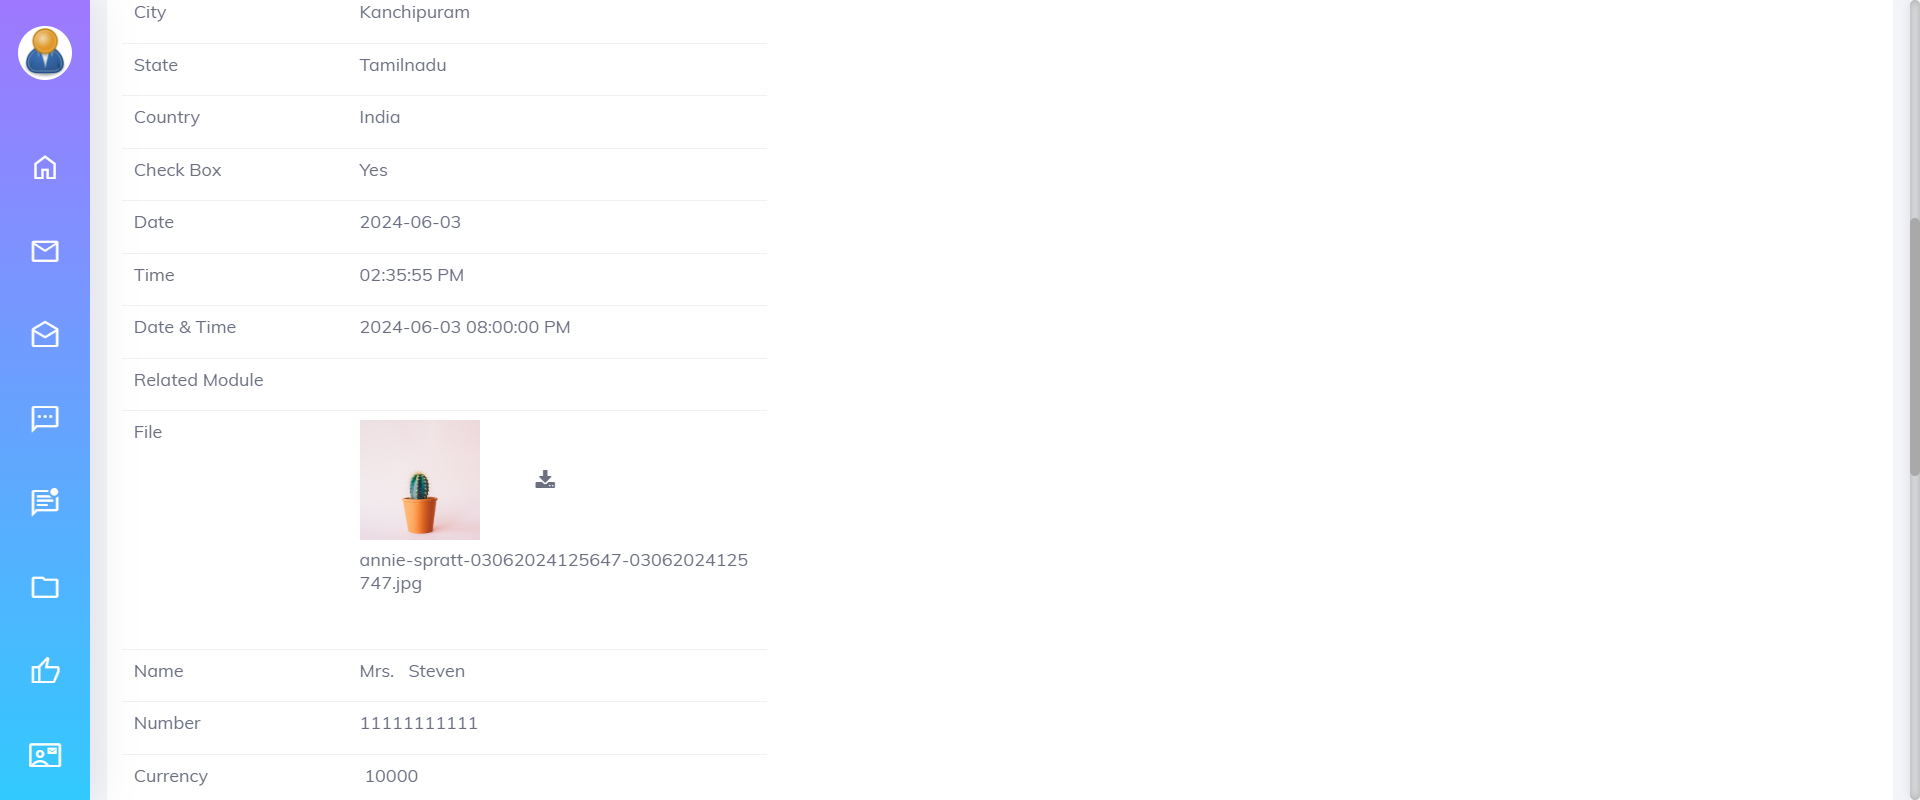 City Kanchipuram
State Tamilnadu
Country India
Check Box Yes
Date 2024-06-03
Time 02:35:55 PM
Date & Time 2024-06-03 08:00:00 PM
Related Module
File
annie-spratt-03062024125647-03062024125
747.jpg
Name Mrs. Steven
Number 11111111111
Currency 10000